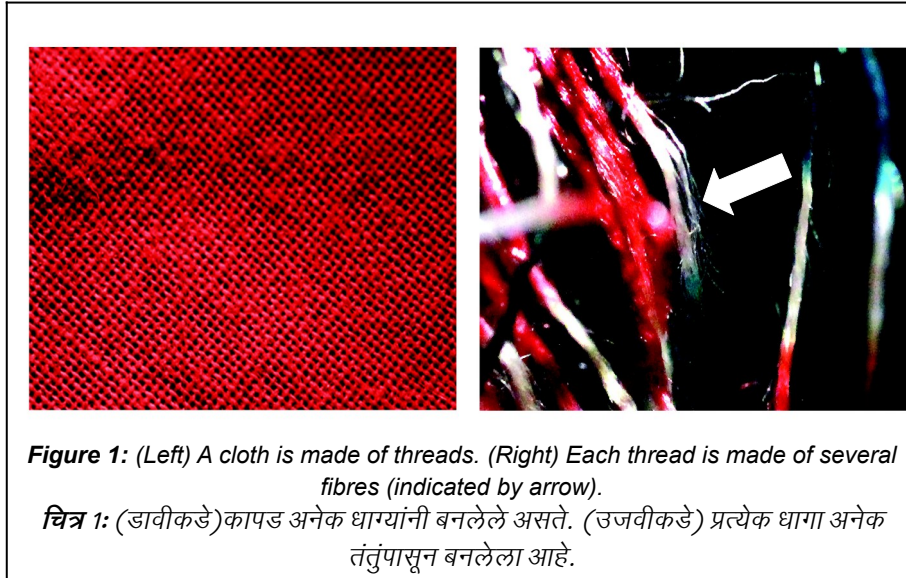 Figure 1: (Left) A cloth is made of threads. (Right) Each thread is made of several
fibres (indicated by arrow).
चित्र 1: (डावीकडे)कापड अनेक धाग्यांनी बनलेले असते. (उजवीकडे) प्रत्येक धागा अनेक
तंतुंपासून बनलेला आहे.